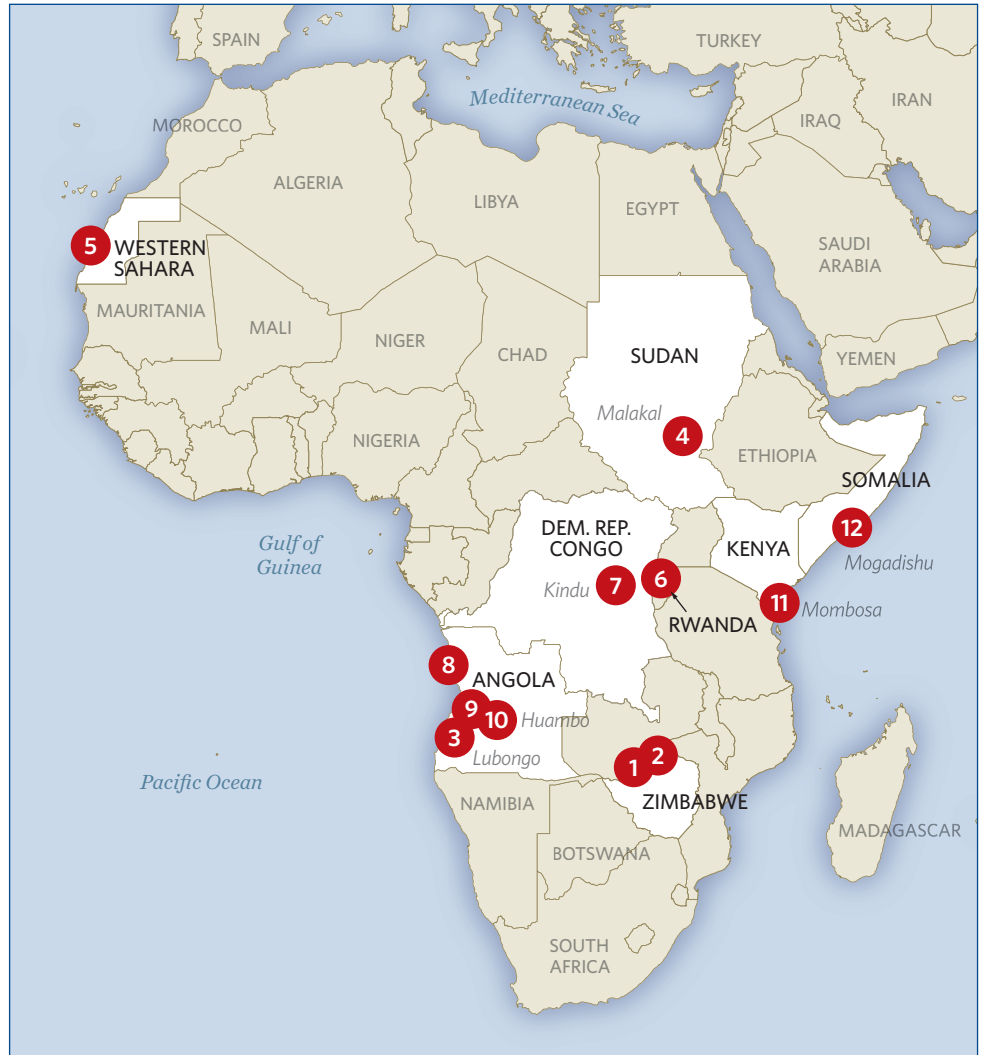 SPAIN
TURKEY
Mediterranean Sea
IRAN
MOROCCO
IRAQ
ALGERIA
LIBYA
EGYPT
5
WESTERN
SAHARA
SAUDI
ARABIA
MAURITANIA
MALI
NIGER
CHAD
SUDAN
YEMEN
Malakal
4
NIGERIA
ETHIOPIA
SOMALIA
12
Mogadishu
DEM. REP.
CONGO
KENYA
Gulf of
Guinea
Kindu
7
6
11
Mombosa
RWANDA
8
ANGOLA
9
10
Huambo
3
Lubongo
2
1
Pacific Ocean
ZIMBABWE
NAMIBIA
MADAGASCAR
BOTSWANA
SOUTH
AFRICA